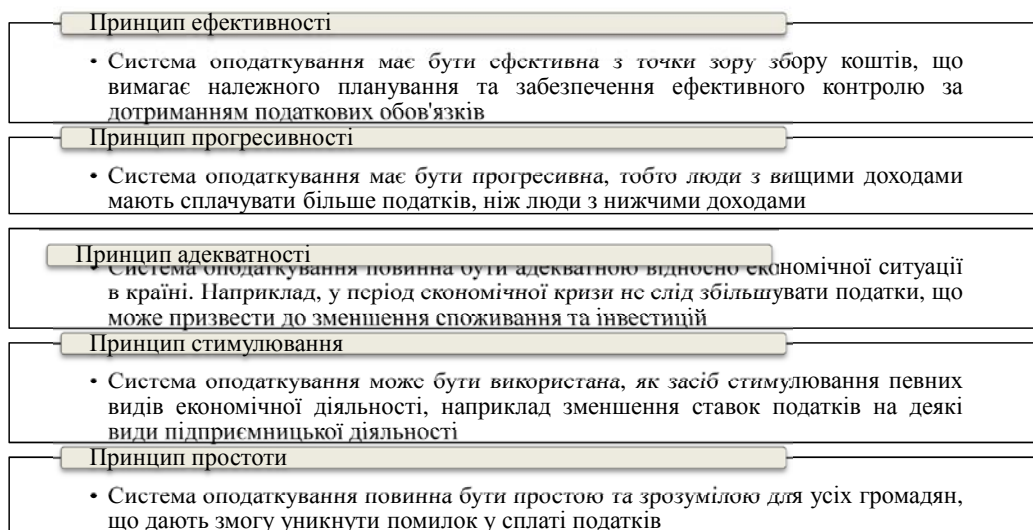 Принцип ефективності
• Система оподаткування має бути ефективна з точки зору збору коштів, що
вимагає належного планування та забезпечення ефективного контролю за
дотриманням податкових обов'язків
Принцип прогресивності
• Система оподаткування має бути прогресивна, тобто люди з вищими доходами
мають сплачувати більше податків, ніж люди з нижчими доходами
Принцип адекватності
• Система оподаткування повинна бути адекватною відносно економічної ситуації
в країні. Наприклад, у період економічної кризи не слід збільшувати податки, що
може призвести до зменшення споживання та інвестицій
Принцип стимулювання
• Система оподаткування може бути використана, як засіб стимулювання певних
видів економічної діяльності, наприклад зменшення ставок податків на деякі
види підприємницької діяльності
Принцип простоти
• Система оподаткування повинна бути простою та зрозумілою для усіх громадян,
що дають змогу уникнути помилок у сплаті податків